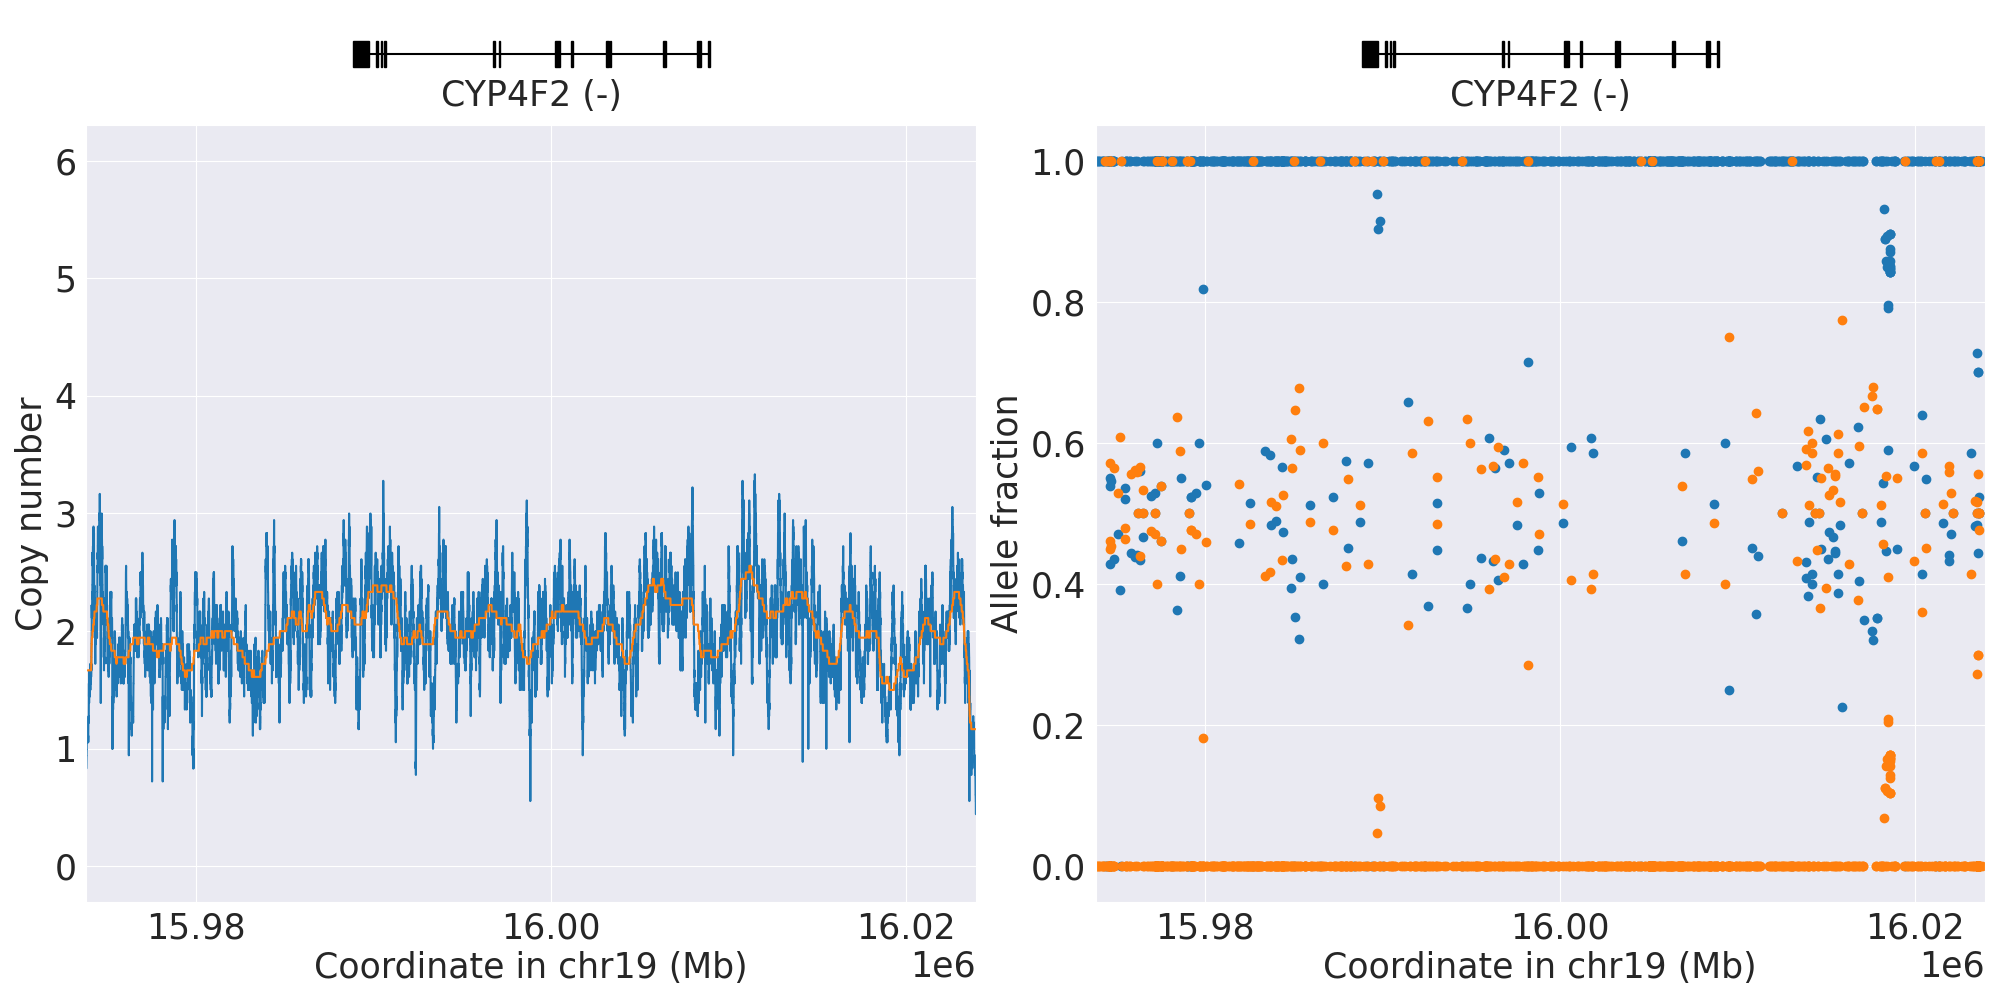 CYP4F2 (-)
6
5
4
3
2
1
0
Copy number
15.98
16.00
16.02
Coordinate in chr19 (Mb)
1e6
CYP4F2 (-)
1.0
0.8
0.6
0.4
0.2
0.0
Allele fraction
15.98
16.00
16.02
Coordinate in chr19 (Mb)
1e6